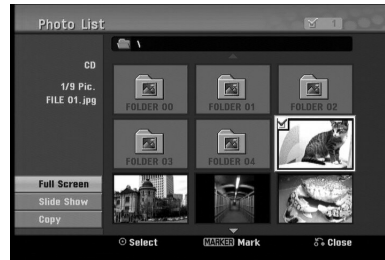 Photo List
1
\
CD
1/9 Pic.
FILE 01.jpg
FOLDER 00
FOLDER 01
FOLDER 02
FOLDER 03
FOLDER 04
Full Screen
Slide Show
Copy
Select
MARKER Mark
Close